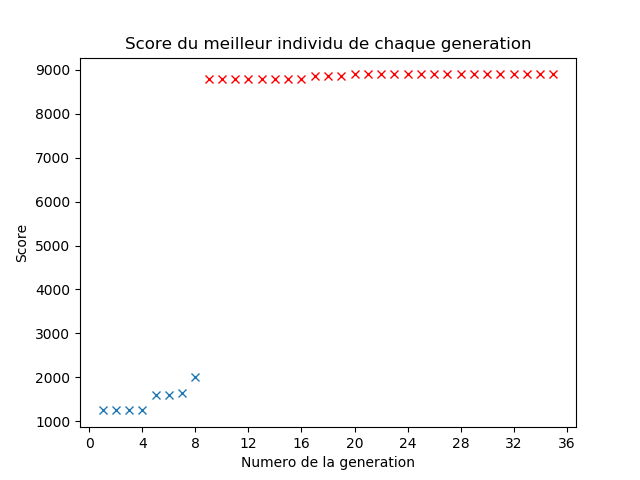 Score du meilleur individu de chaque generation
9000
8000
7000
6000
5000
4000
3000
2000
1000
Score
0 4 8 12 16 20 24 28 32 36
Numero de la generation